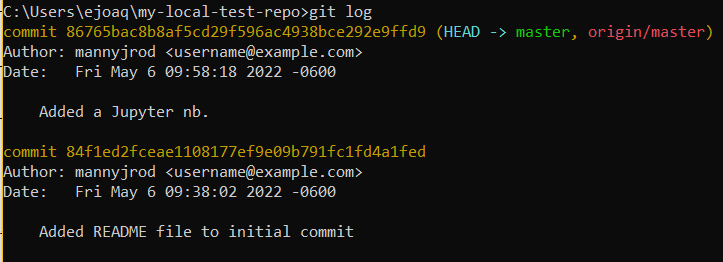 C:\Users\ejoaq\my-local-test-repo>git log
commit 86765bac8b8af5cd29f596ac4938bce292e9ffd9 (HEAD -> master, origin/master)
Author: mannyjrod <username@example.com>
Date:   Fri May 6 09:58:18 2022 -0600
    Added a Jupyter nb.
commit 84f1ed2fceae1108177ef9e09b791fc1fd4a1fed
Author: mannyjrod <username@example.com>
Date:   Fri May 6 09:38:02 2022 -0600
    Added README file to initial commit